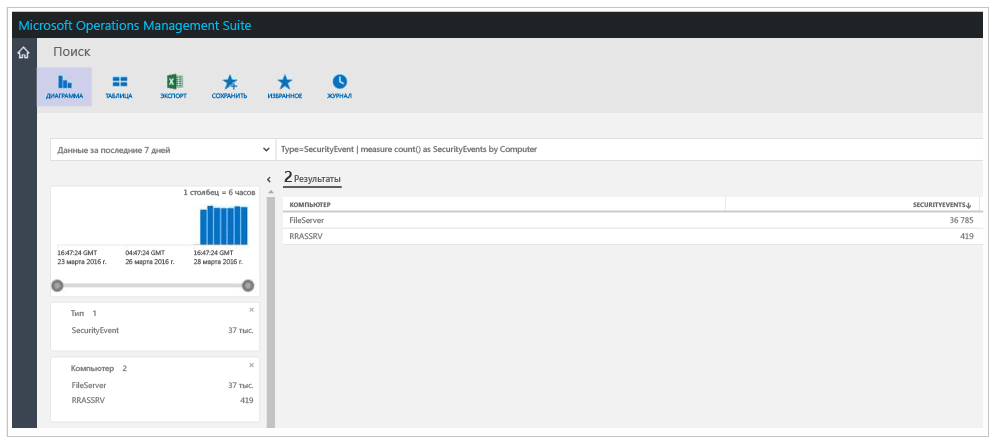 Microsoft Operations Management Suite
Поиск
ДИАГРАММА ТАБЛИЦА ЭКСПОРТ СОХРАНИТЬ ИЗБРАННОЕ ЖУРНАЛ
Данные за последние 7 дней
Type=SecurityEvent | measure count() as SecurityEvents by Computer
2 Результаты
1 столбец = 6 часов
16:47:24 GMT 04:47:24 GMT 16:47:24 GMT
23 марта 2016 г. 26 марта 2016 г. 28 марта 2016 г.
Тип 1
SecurityEvent 37 тыс.
Компьютер 2
FileServer 37 тыс.
RRASSRV 419
КОМПЬЮТЕР SECURITYEVENTS
FileServer 36 785
RRASSRV 419